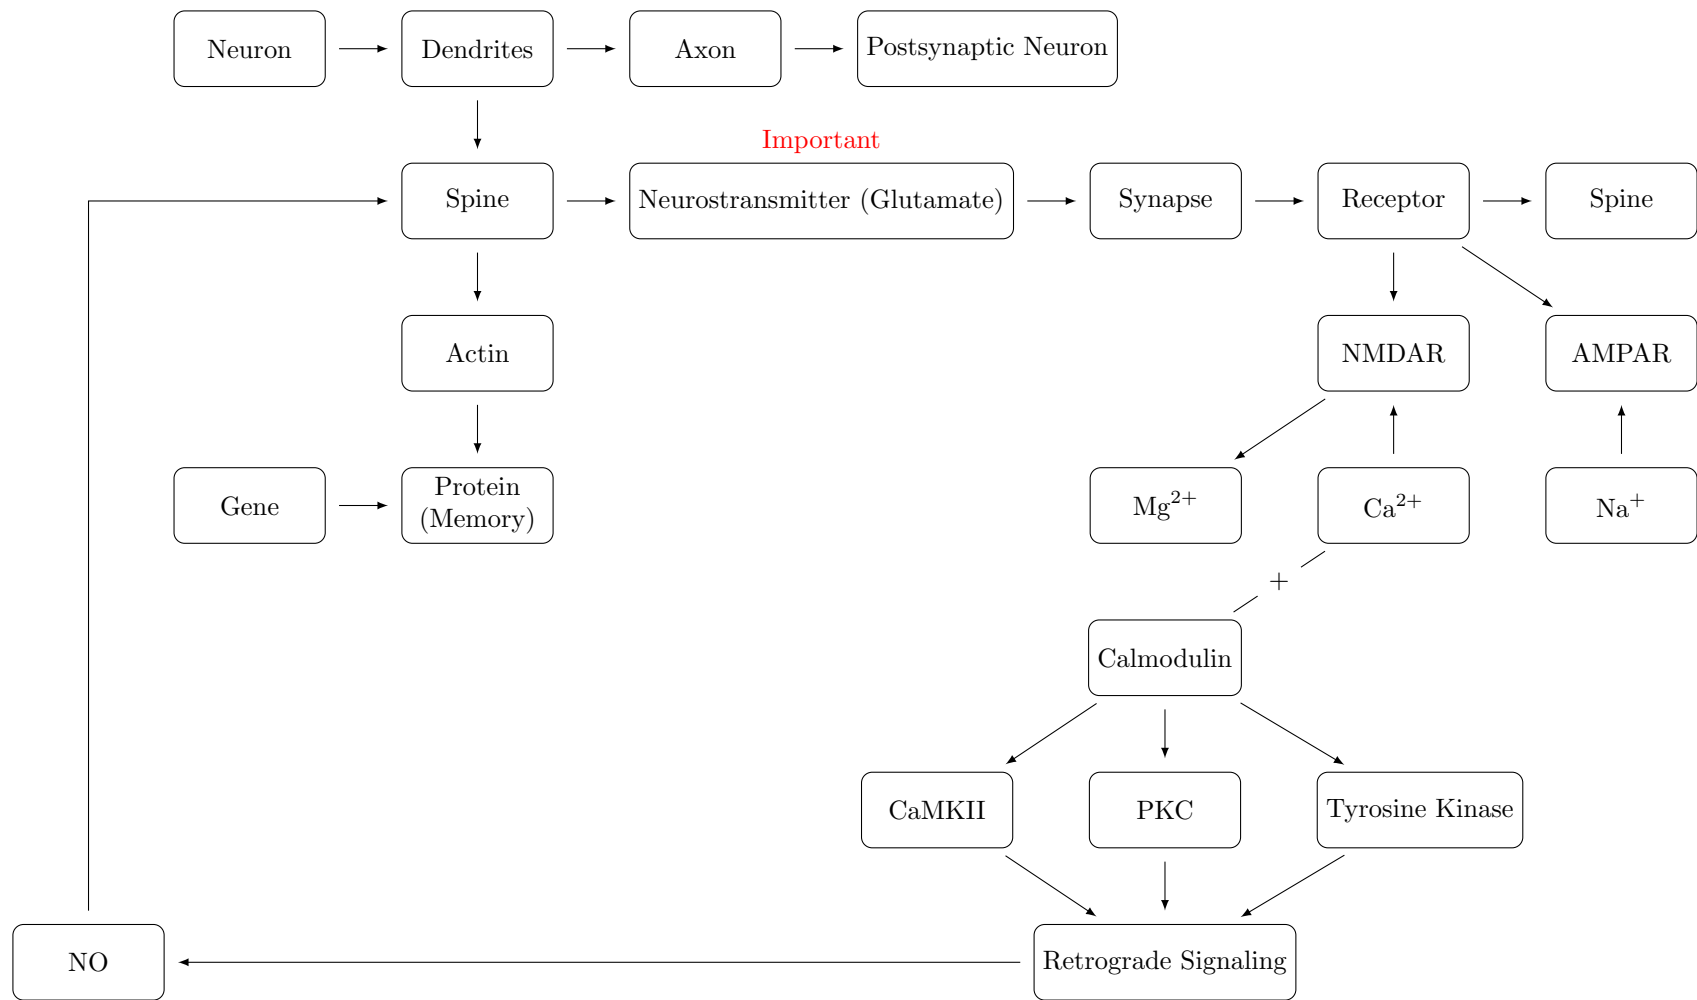 Neuron
Dendrites
Axon
Postsynaptic Neuron
Important
Spine
Neurostransmitter (Glutamate)
Synapse
Receptor
Spine
Actin
NMDAR
AMPAR
Gene
Protein
(Memory)
Mg²⁺
Ca²⁺
Na⁺
+
Calmodulin
CaMKII
PKC
Tyrosine Kinase
NO
Retrograde Signaling